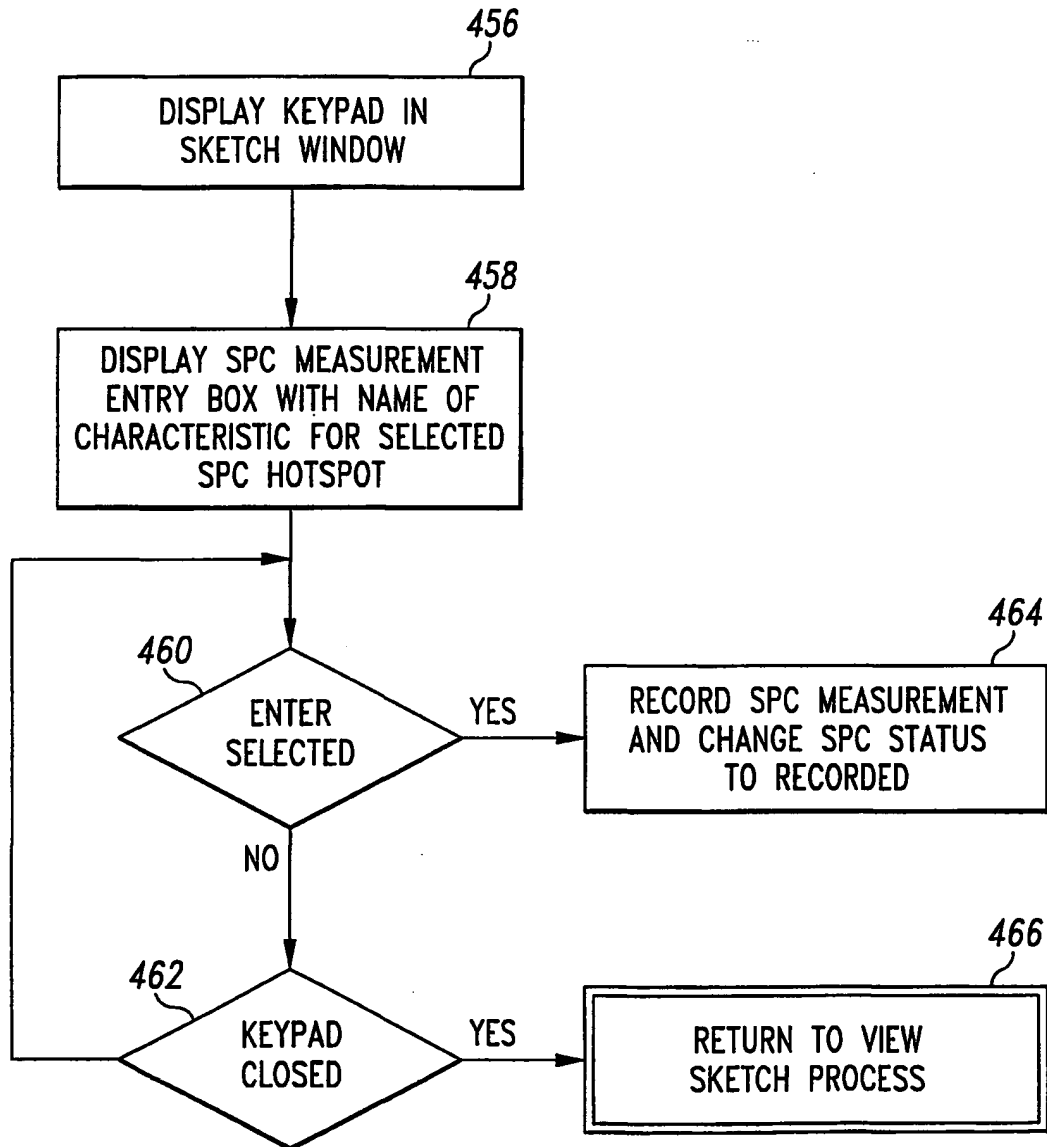 456
DISPLAY KEYPAD IN
SKETCH WINDOW
458
DISPLAY SPC MEASUREMENT
ENTRY BOX WITH NAME OF
CHARACTERISTIC FOR SELECTED
SPC HOTSPOT
460
ENTER
SELECTED
YES
NO
464
RECORD SPC MEASUREMENT
AND CHANGE SPC STATUS
TO RECORDED
462
KEYPAD
CLOSED
YES
466
RETURN TO VIEW
SKETCH PROCESS